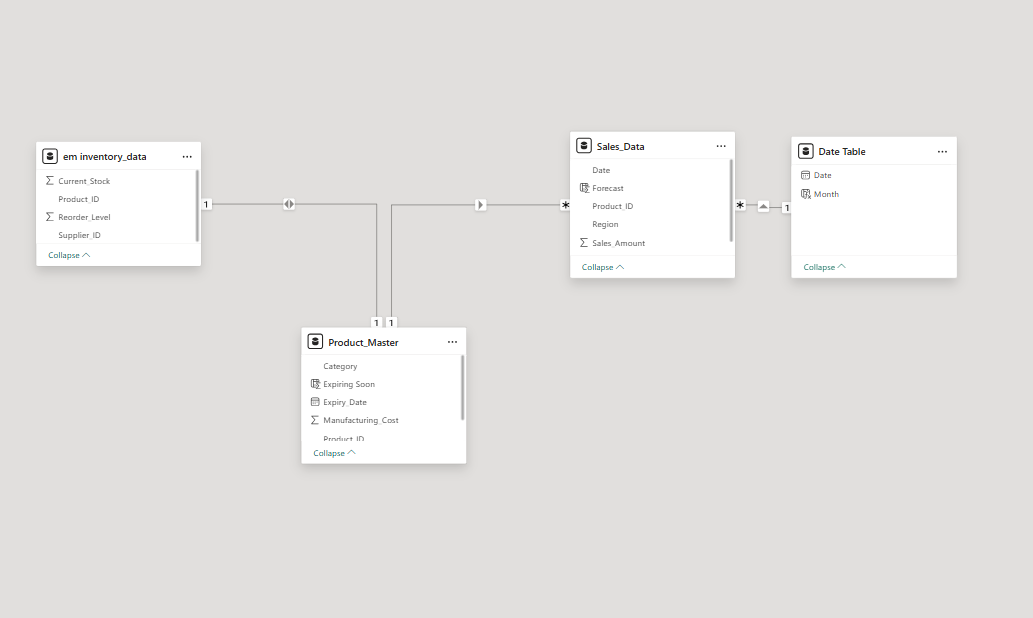 em inventory_data ...
Current_Stock
Product_ID
Reorder_Level
Supplier_ID
Collapse
1
1 1
Product_Master ...
Category
Expiring Soon
Expiry_Date
Manufacturing_Cost
Product_ID
Collapse
Sales_Data ...
Date
Forecast
Product_ID
Region
Sales_Amount
Collapse
*
* 1
Date Table ...
Date
Month
Collapse